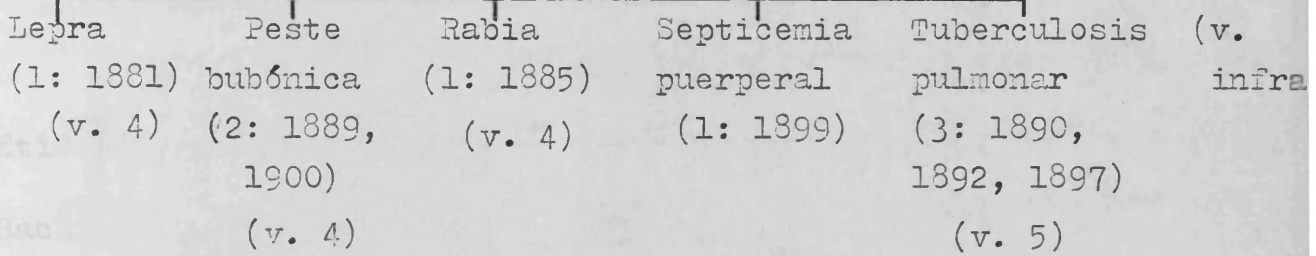 Lepra Peste Rabia Septicemia Tuberculosis (v.
(1: 1881) bubónica (1: 1885) puerperal pulmonar infra
(v. 4) (2: 1889, (v. 4) (1: 1899) (3: 1890,
1900) 1892, 1897)
(v. 4) (v. 5)